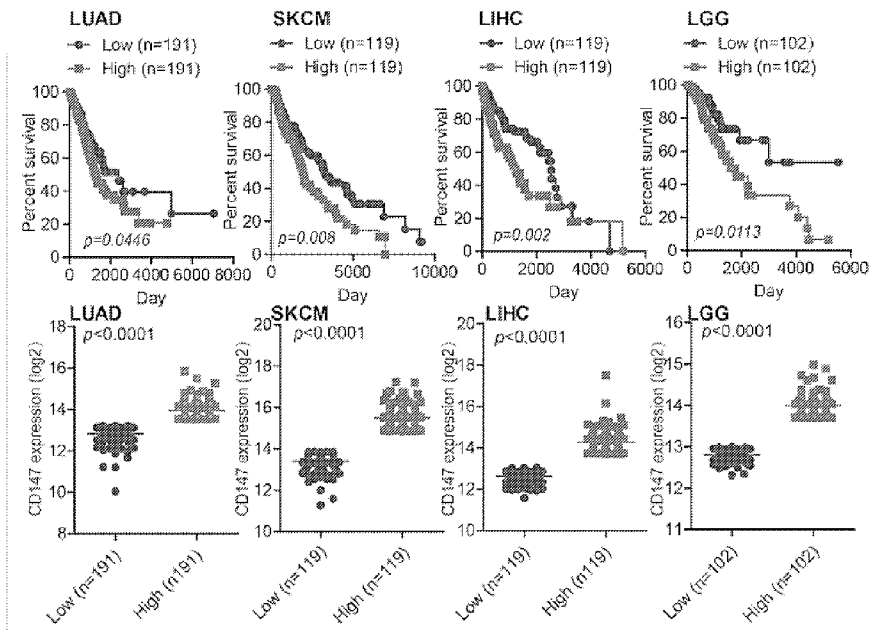 LUAD
Low (n=191)
High (n=191)
SKCM
Low (n=119)
High (n=119)
LIHC
Low (n=119)
High (n=119)
LGG
Low (n=102)
High (n=102)
Percent survival
100
80
60
40
20
0
p=0.0446
0 2000 4000 6000 8000
Day
Percent survival
100
80
60
40
20
0
p=0.008
0 5000 10000
Day
Percent survival
100
80
60
40
20
0
p=0.002
0 2000 4000 6000
Day
Percent survival
100
80
60
40
20
0
p=0.0113
0 2000 4000 6000
Day
LUAD
p<0.0001
CD147 expression (log2)
18
16
14
12
10
8
Low (n=191)
High (n191)
SKCM
p<0.0001
CD147 expression (log2)
20
18
16
14
12
10
Low (n=119)
High (n=119)
LIHC
p<0.0001
CD147 expression (log2)
20
18
16
14
12
10
Low (n=119)
High (n=119)
LGG
p<0.0001
CD147 expression (log2)
16
15
14
13
12
11
Low (n=102)
High (n=102)